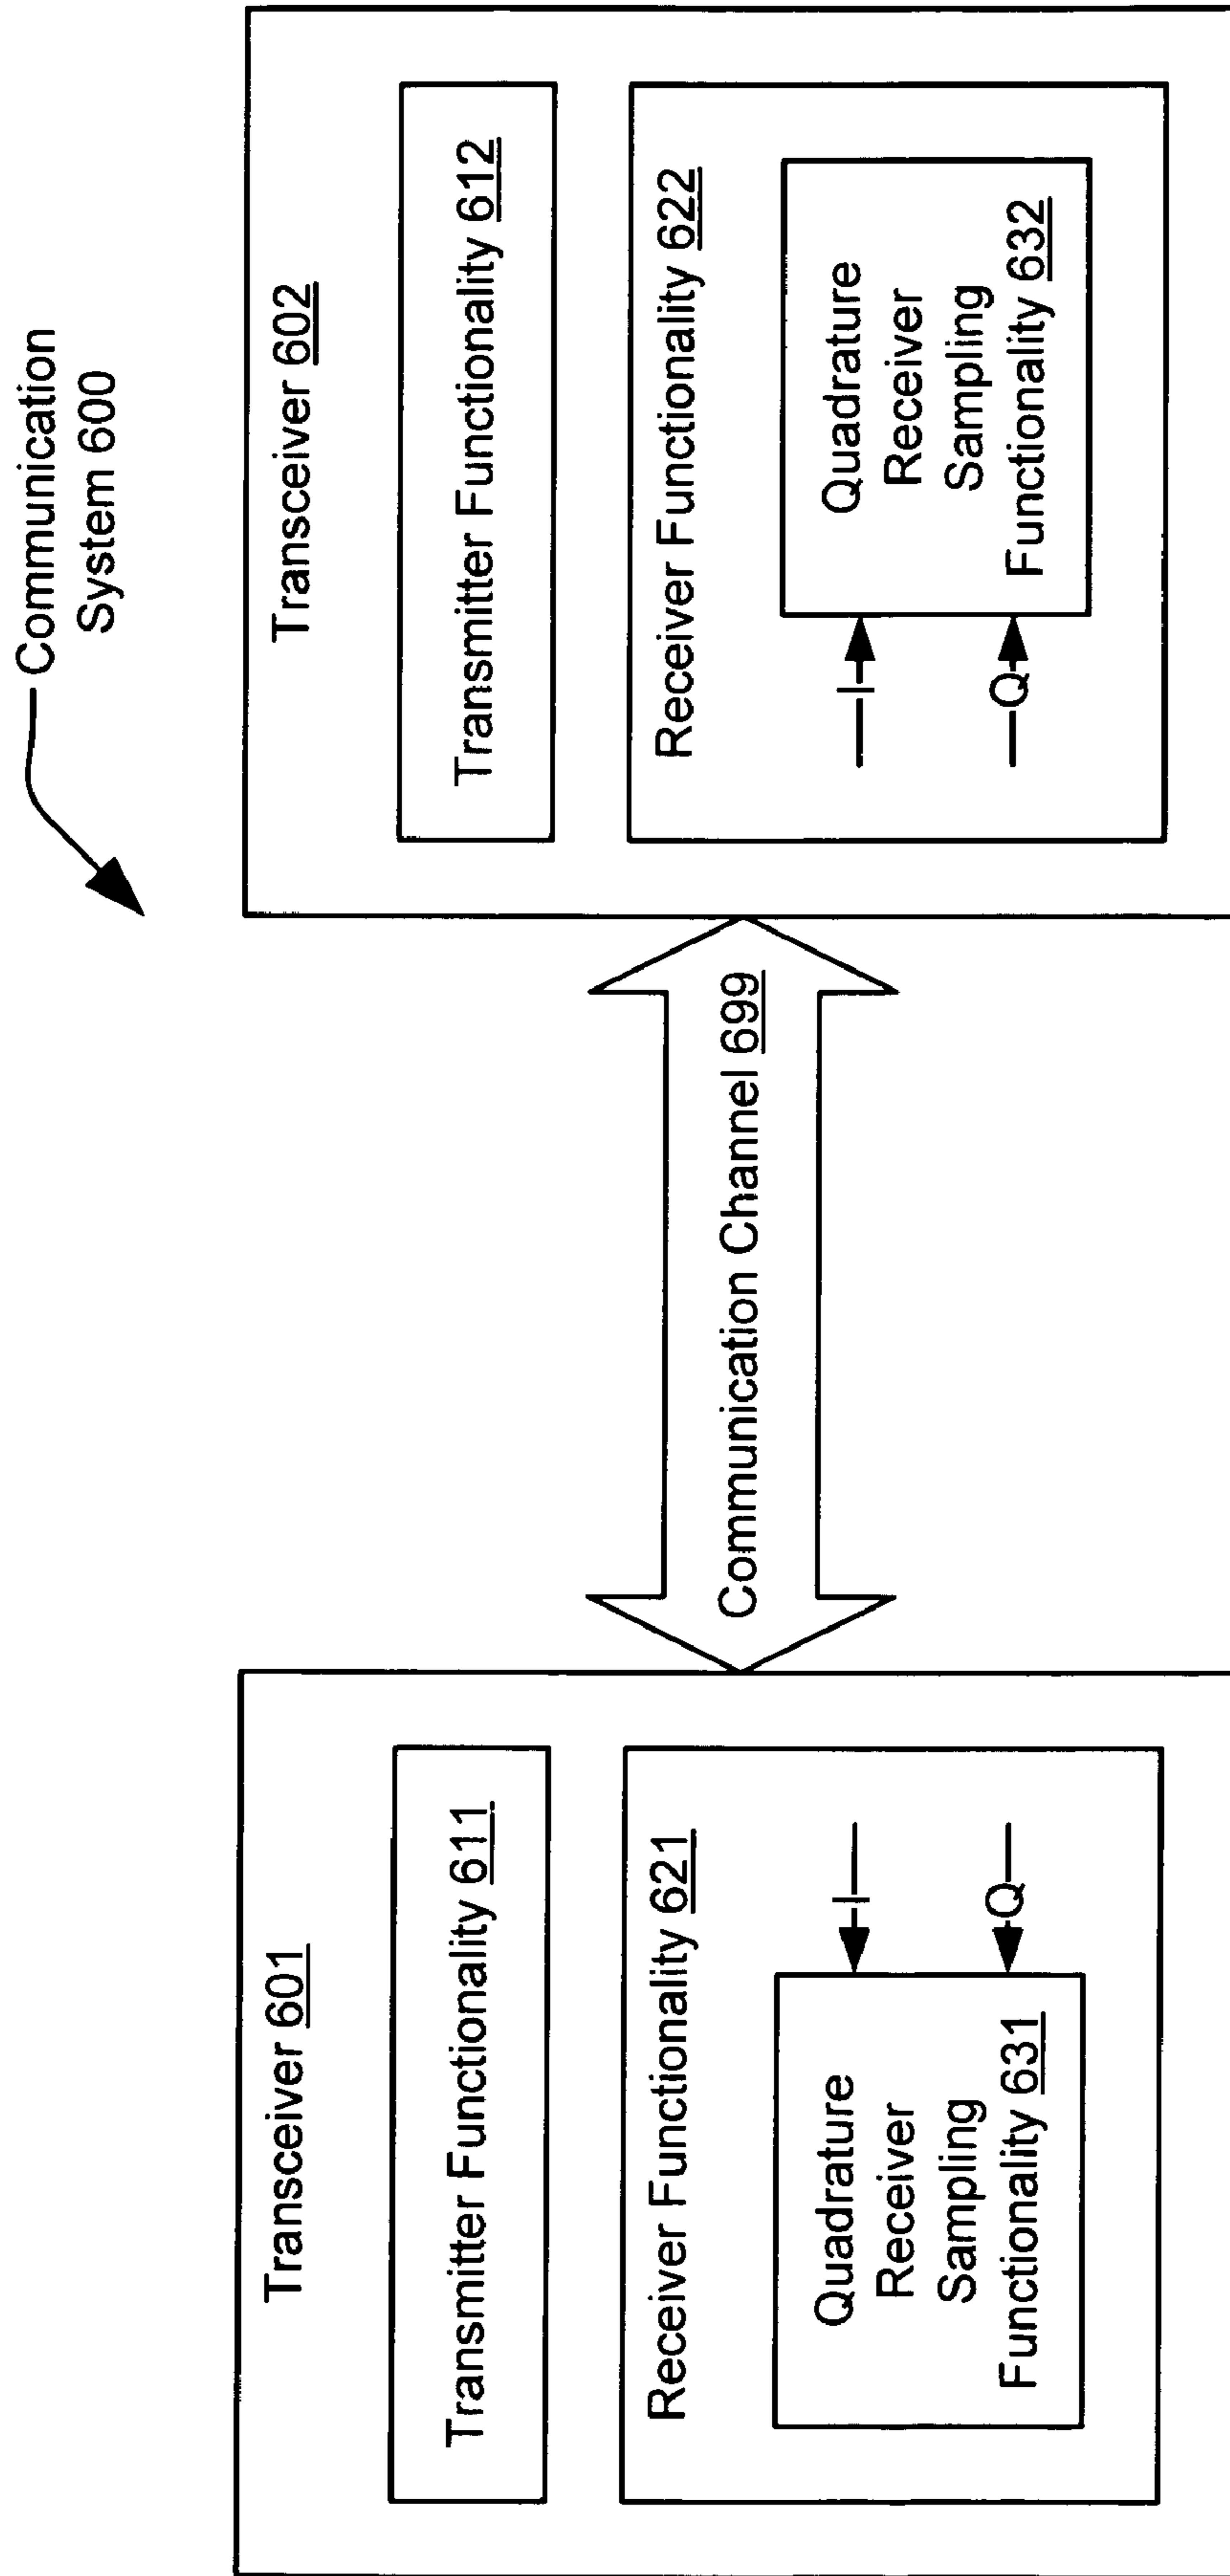 Communication
System 600
Transceiver 601
Transmitter Functionality 611
Receiver Functionality 621
I
Q
Quadrature
Receiver
Sampling
Functionality 631
Communication Channel 699
Transceiver 602
Transmitter Functionality 612
Receiver Functionality 622
I
Q
Quadrature
Receiver
Sampling
Functionality 632